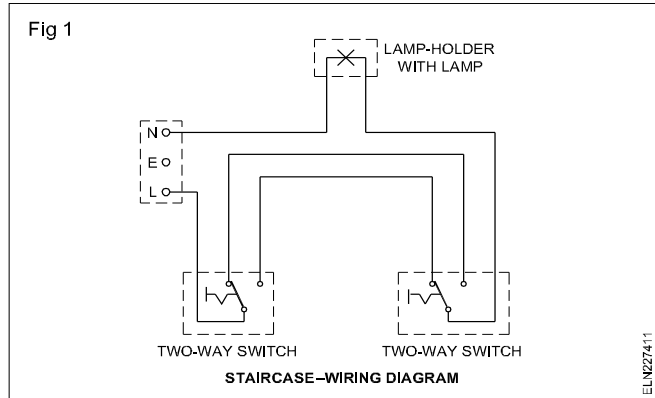 Fig 1
LAMP-HOLDER
WITH LAMP
N
E
L
TWO-WAY SWITCH
TWO-WAY SWITCH
STAIRCASE–WIRING DIAGRAM
ELN227411